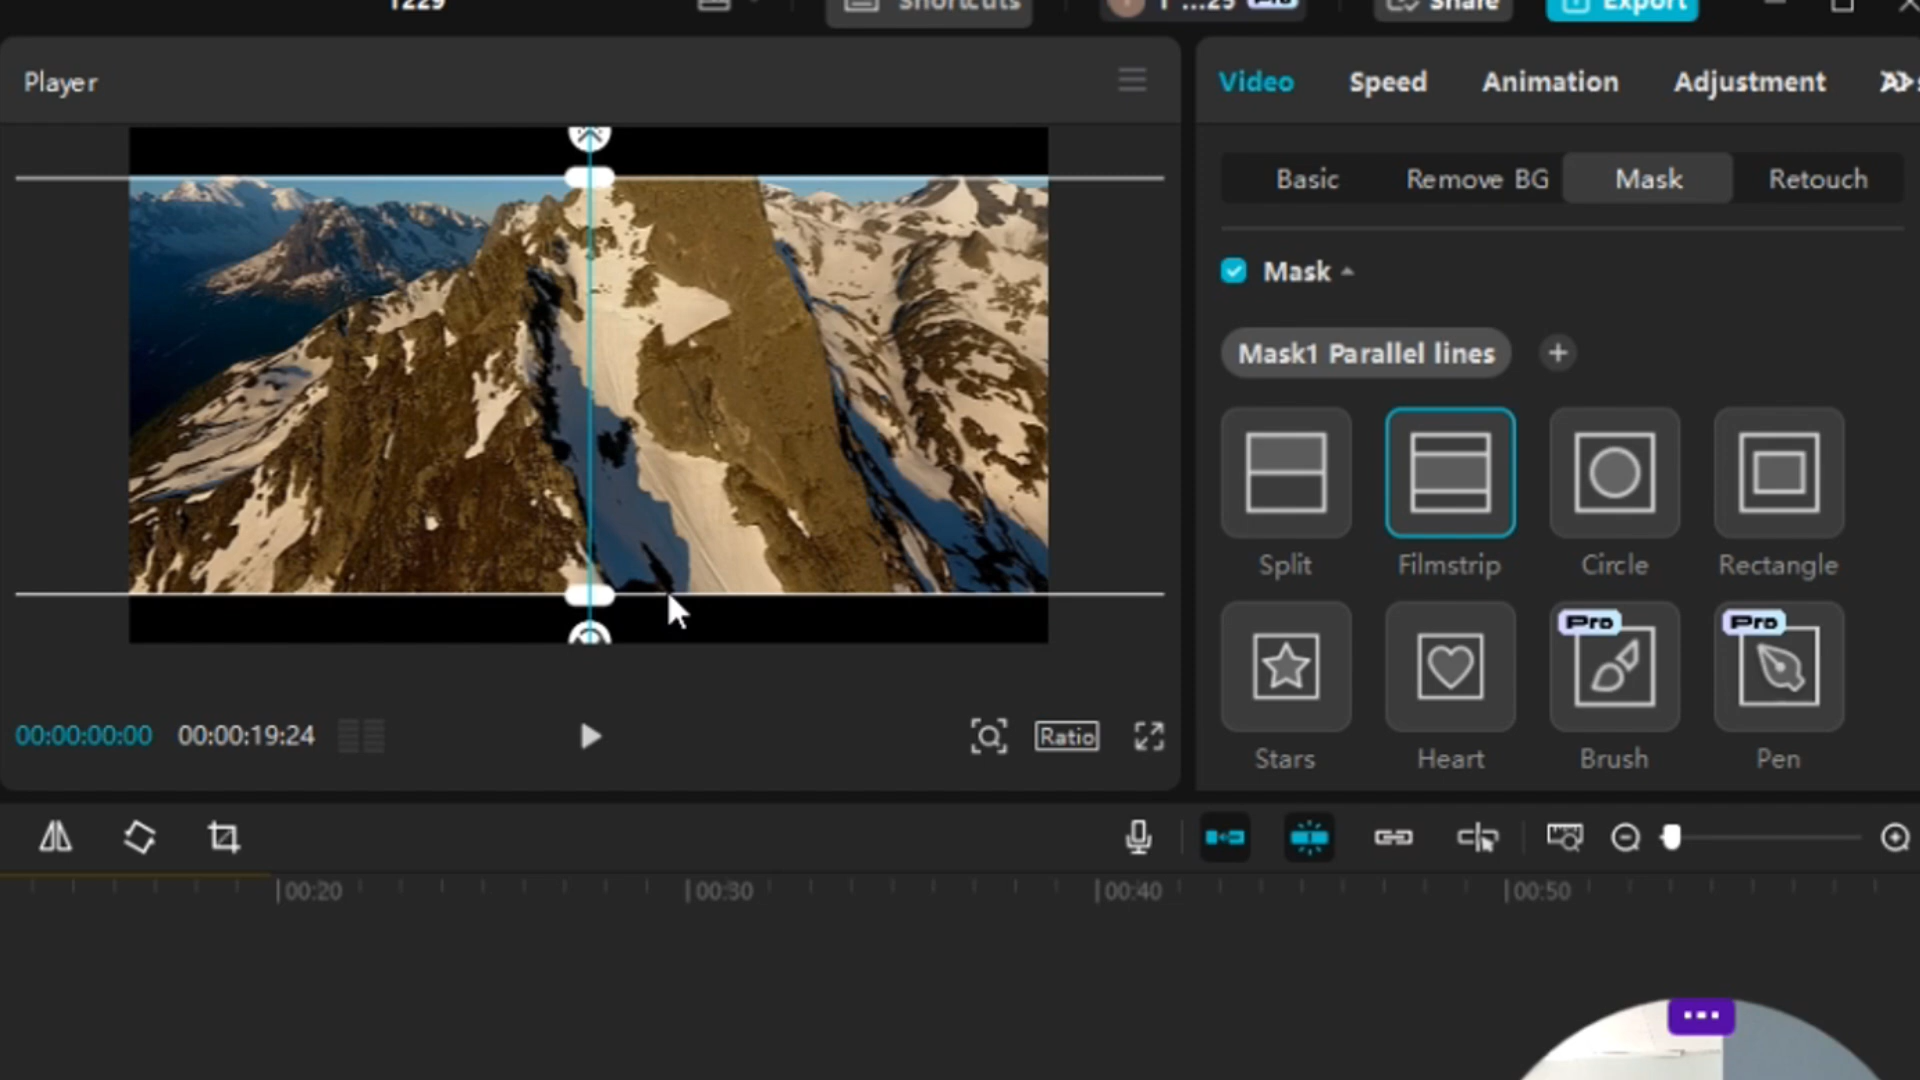 1229
Shortcuts
Pro
Share
Export
Player
Video
Speed
Animation
Adjustment
Basic
Remove BG
Mask
Retouch
Mask
Mask1 Parallel lines
Split
Filmstrip
Circle
Rectangle
Pro
Pro
Stars
Heart
Brush
Pen
00:00:00:00
00:00:19:24
Ratio
00:20
00:30
00:40
00:50